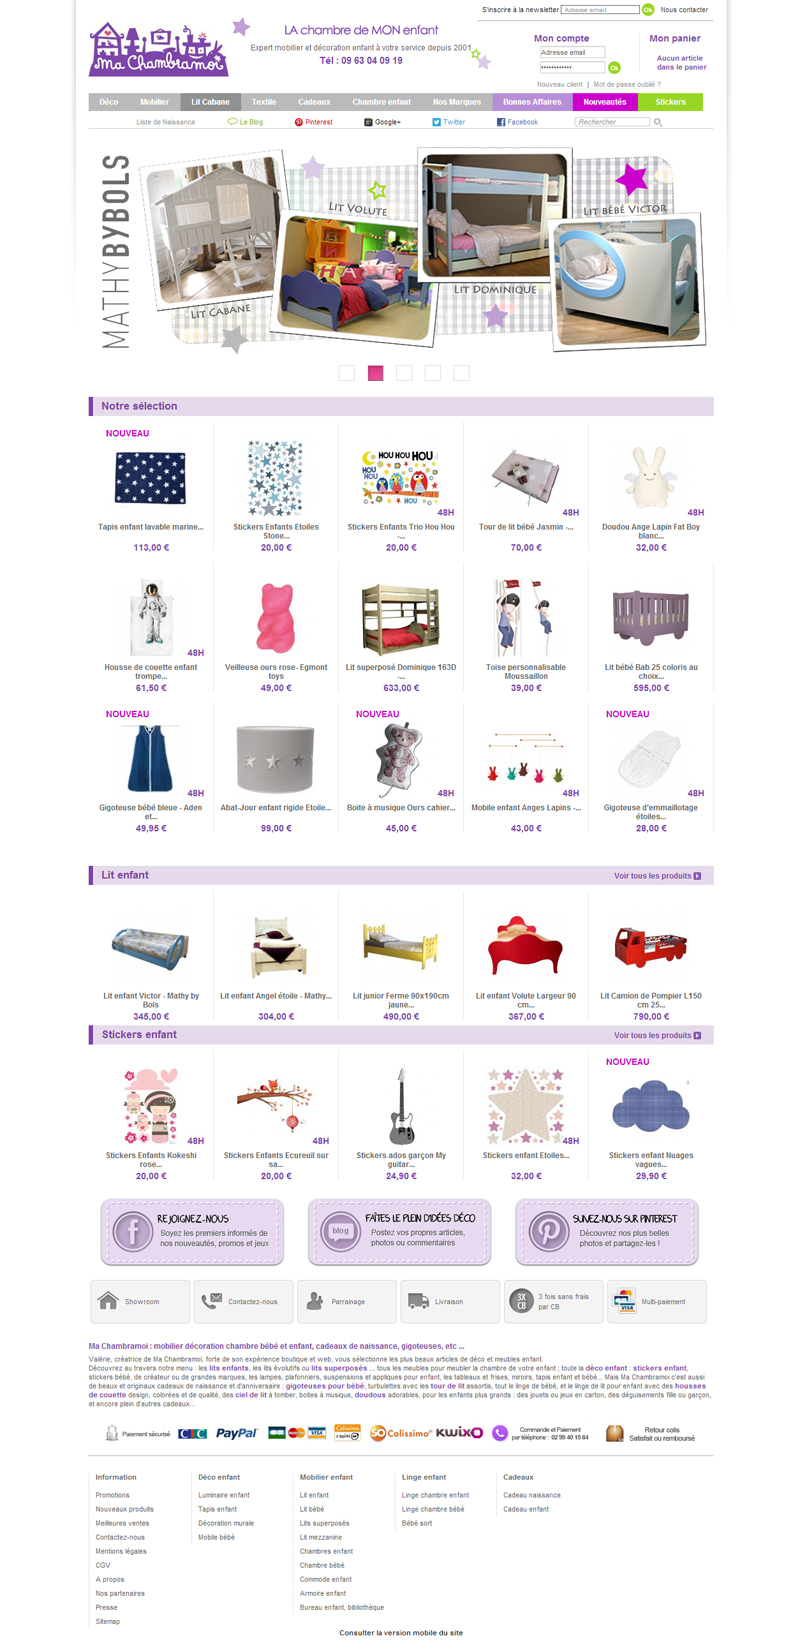 S'inscrire à la newsletter
Adresse email
Ok
Nous contacter
Ma Chambramoi
LA chambre de MON enfant
Expert mobilier et décoration enfant à votre service depuis 2001
Tél : 09 63 04 09 19
Mon compte
Adresse email
••••••••••••
Ok
Nouveau client | Mot de passe oublié ?
Mon panier
Aucun article
dans le panier
Déco Mobilier Lit Cabane Textile Cadeaux Chambre enfant Nos Marques Bonnes Affaires Nouveautés Stickers
Liste de Naissance Le Blog Pinterest Google+ Twitter Facebook Rechercher
MATHYBYBOLS
LIT CABANE
LIT VOLUTE
LIT DOMINIQUE
LIT BÉBÉ VICTOR
Notre sélection
NOUVEAU
HOU HOU HOU
HOU
HOU
HOU
48H 48H 48H
Tapis enfant lavable marine...
113,00 €
Stickers Enfants Etoiles
Stone...
20,00 €
Stickers Enfants Trio Hou Hou
-...
20,00 €
Tour de lit bébé Jasmin -...
70,00 €
Doudou Ange Lapin Fat Boy
blanc...
32,00 €
48H
Housse de couette enfant
trompe...
61,50 €
Veilleuse ours rose- Egmont
toys
49,00 €
Lit superposé Dominique 163D
-...
633,00 €
Toise personnalisable
Moussaillon
39,00 €
Lit bébé Bab 25 coloris au
choix...
595,00 €
NOUVEAU NOUVEAU NOUVEAU
48H 48H 48H 48H
Gigoteuse bébé bleue - Aden
et...
49,95 €
Abat-Jour enfant rigide Etoile...
99,00 €
Boite à musique Ours cahier...
45,00 €
Mobile enfant Anges Lapins -...
43,00 €
Gigoteuse d'emmaillotage
étoiles...
28,00 €
Lit enfant
Voir tous les produits
Lit enfant Victor - Mathy by
Bols
345,00 €
Lit enfant Angel étoile - Mathy...
304,00 €
Lit junior Ferme 90x190cm
jaune...
490,00 €
Lit enfant Volute Largeur 90
cm...
367,00 €
Lit Camion de Pompier L150
cm 25...
790,00 €
Stickers enfant
Voir tous les produits
NOUVEAU
48H 48H 48H
Stickers Enfants Kokeshi
rose...
20,00 €
Stickers Enfants Ecureuil sur
sa...
20,00 €
Stickers ados garçon My
guitar...
24,90 €
Stickers enfant Etoiles...
32,00 €
Stickers enfant Nuages
vagues...
29,90 €
REJOIGNEZ-NOUS
Soyez les premiers informés de
nos nouveautés, promos et jeux
blog
FAÎTES LE PLEIN D'IDÉES DÉCO
Postez vos propres articles,
photos ou commentaires
SUIVEZ-NOUS SUR PINTEREST
Découvrez nos plus belles
photos et partagez-les !
Showroom
Contactez-nous
Parrainage
Livraison
3X
CB
3 fois sans frais
par CB
VISA
Multi-paiement
Ma Chambramoi : mobilier décoration chambre bébé et enfant, cadeaux de naissance, gigoteuses, etc ...
Valérie, créatrice de Ma Chambramoi, forte de son expérience boutique et web, vous sélectionne les plus beaux articles de déco et meubles enfant.
Découvrez au travers notre menu : les lits enfants, les lits évolutifs ou lits superposés ... tous les meubles pour meubler la chambre de votre enfant ; toute la déco enfant : stickers enfant,
stickers bébé, de créateur ou de grandes marques, les lampes, plafonniers, suspensions et appliques pour enfant, les tableaux et frises, miroirs, tapis enfant et bébé... Mais Ma Chambramoi c'est aussi
de beaux et originaux cadeaux de naissance et d'anniversaire : gigoteuses pour bébé, turbulettes avec les tour de lit assortis, tout le linge de bébé, et le linge de lit pour enfant avec des housses
de couette design, colorées et de qualité, des ciel de lit à tomber, boites à musique, doudous adorables, pour les enfants plus grands : des jouets ou jeux en carton, des déguisements fille ou garçon,
et encore plein d'autres cadeaux...
Paiement sécurisé
CIC
PayPal
VISA
Colissimo
suivi
SO Colissimo
KWIXO
Commande et Paiement
par téléphone : 02 99 40 15 84
Retour colis
Satisfait ou remboursé
Information
Promotions
Nouveaux produits
Meilleures ventes
Contactez-nous
Mentions légales
CGV
A propos
Nos partenaires
Presse
Sitemap
Déco enfant
Luminaire enfant
Tapis enfant
Décoration murale
Mobile bébé
Mobilier enfant
Lit enfant
Lit bébé
Lits superposés
Lit mezzanine
Chambres enfant
Chambre bébé
Commode enfant
Armoire enfant
Bureau enfant, bibliothèque
Linge enfant
Linge chambre enfant
Linge chambre bébé
Bébé sort
Cadeaux
Cadeau naissance
Cadeau enfant
Consulter la version mobile du site